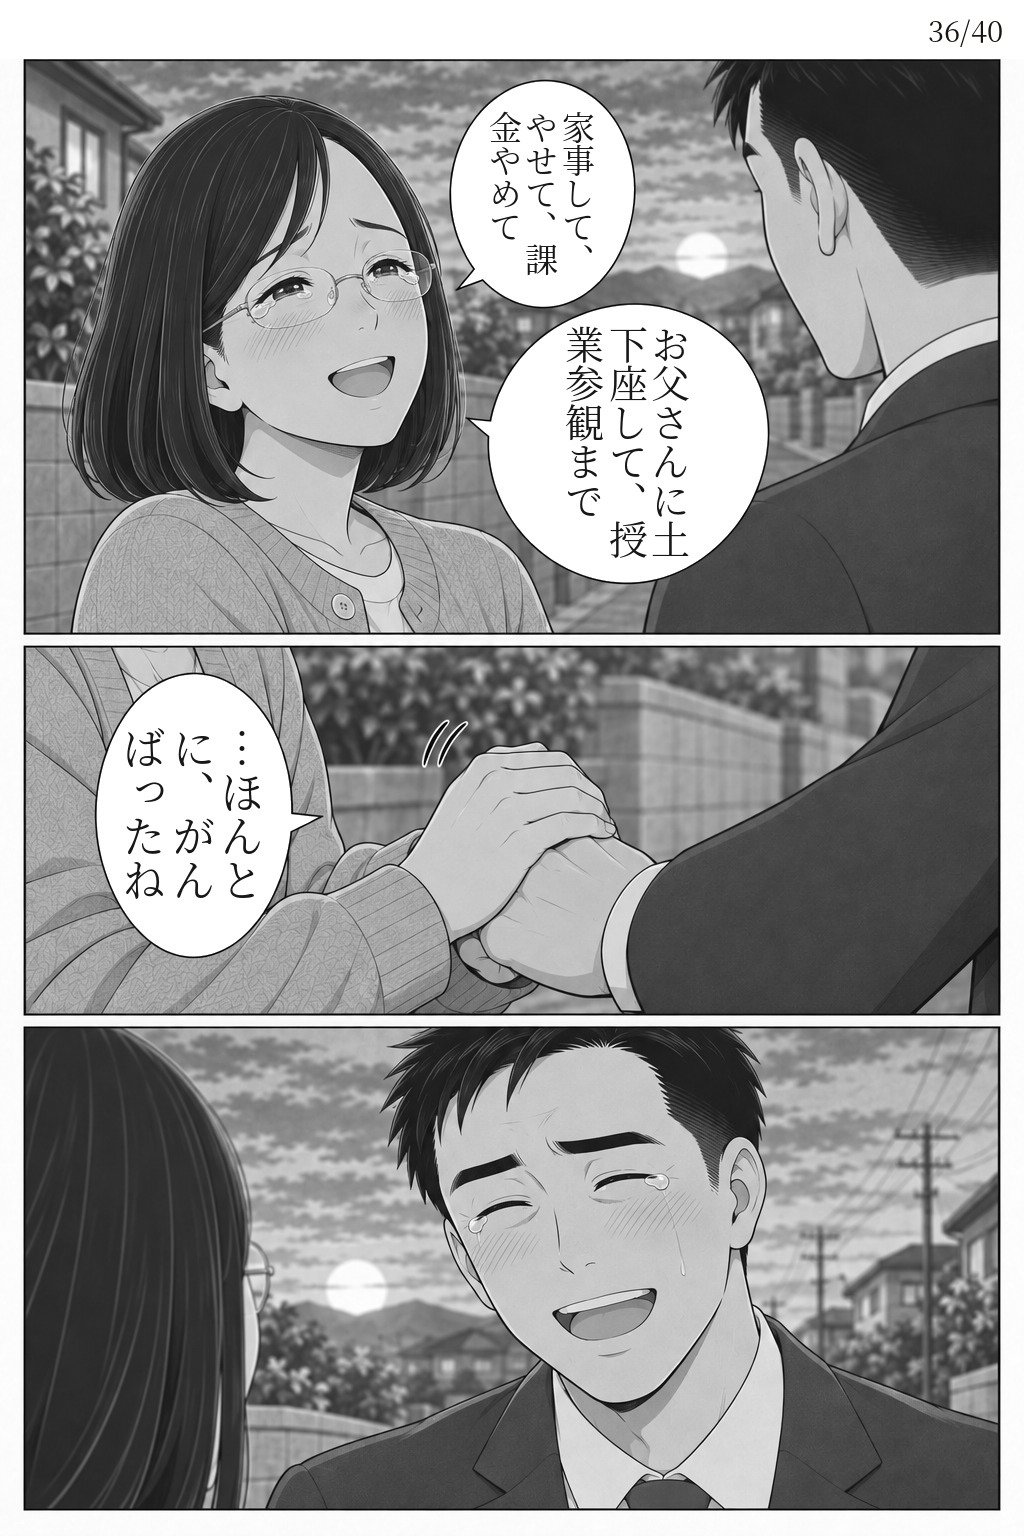 36/40
家事して、
やせて、課
金やめて
お父さんに土
下座して、授
業参観まで
…ほんと
に、がん
ばったね